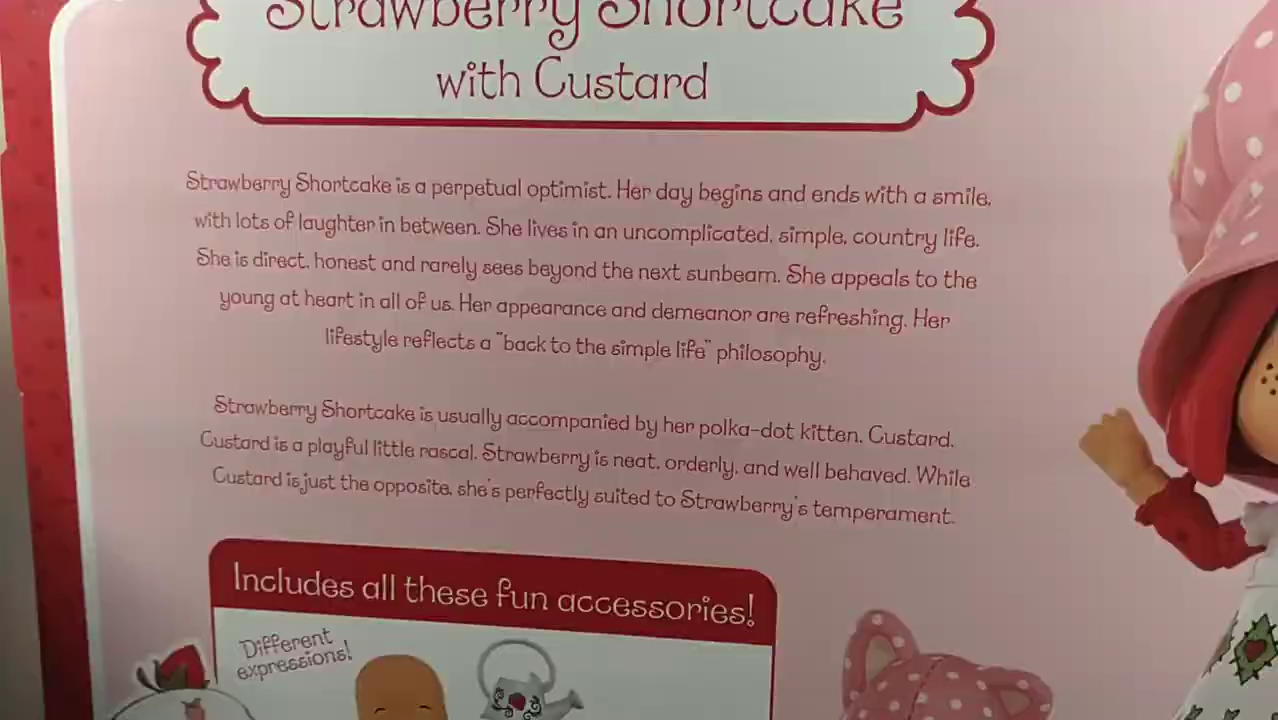 Strawberry Shortcake
with Custard
Strawberry Shortcake is a perpetual optimist. Her day begins and ends with a smile,
with lots of laughter in between. She lives in an uncomplicated, simple, country life.
She is direct, honest and rarely sees beyond the next sunbeam. She appeals to the
young at heart in all of us. Her appearance and demeanor are refreshing. Her
lifestyle reflects a "back to the simple life" philosophy.
Strawberry Shortcake is usually accompanied by her polka-dot kitten, Custard.
Custard is a playful little rascal. Strawberry is neat, orderly, and well behaved. While
Custard is just the opposite, she's perfectly suited to Strawberry's temperament.
Includes all these fun accessories!
Different
expressions!